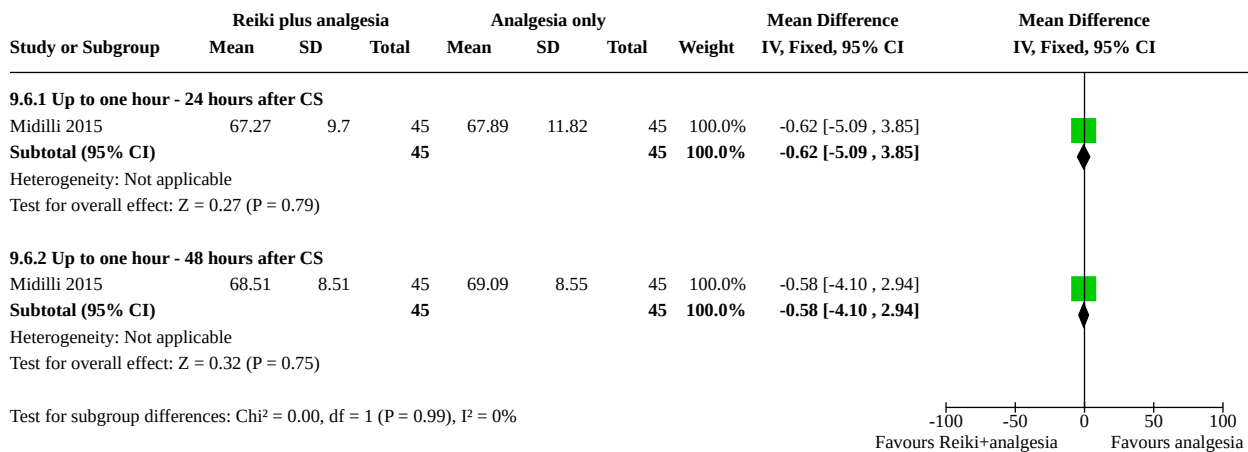 Reiki plus analgesia Analgesia only Mean Difference Mean Difference
Study or Subgroup Mean SD Total Mean SD Total Weight IV, Fixed, 95% CI IV, Fixed, 95% CI
9.6.1 Up to one hour - 24 hours after CS
Midilli 2015 67.27 9.7 45 67.89 11.82 45 100.0% -0.62 [-5.09 , 3.85]
Subtotal (95% CI) 45 45 100.0% -0.62 [-5.09 , 3.85]
Heterogeneity: Not applicable
Test for overall effect: Z = 0.27 (P = 0.79)
9.6.2 Up to one hour - 48 hours after CS
Midilli 2015 68.51 8.51 45 69.09 8.55 45 100.0% -0.58 [-4.10 , 2.94]
Subtotal (95% CI) 45 45 100.0% -0.58 [-4.10 , 2.94]
Heterogeneity: Not applicable
Test for overall effect: Z = 0.32 (P = 0.75)
Test for subgroup differences: Chi² = 0.00, df = 1 (P = 0.99), I² = 0%
-100 -50 0 50 100
Favours Reiki+analgesia Favours analgesia